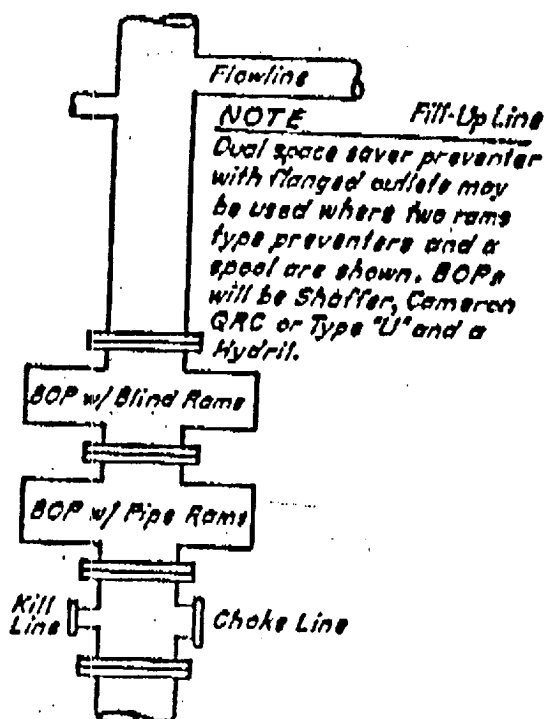 Flowline
Fill-Up Line
NOTE
Dual space saver preventer
with flanged outlets may
be used where two rams
type preventers and a
spool are shown. BOPs
will be Shaffer, Cameron
QRC or Type "U" and a
Hydril.
BOP w/ Blind Rams
BOP w/ Pipe Rams
Kill
Line
Choke Line